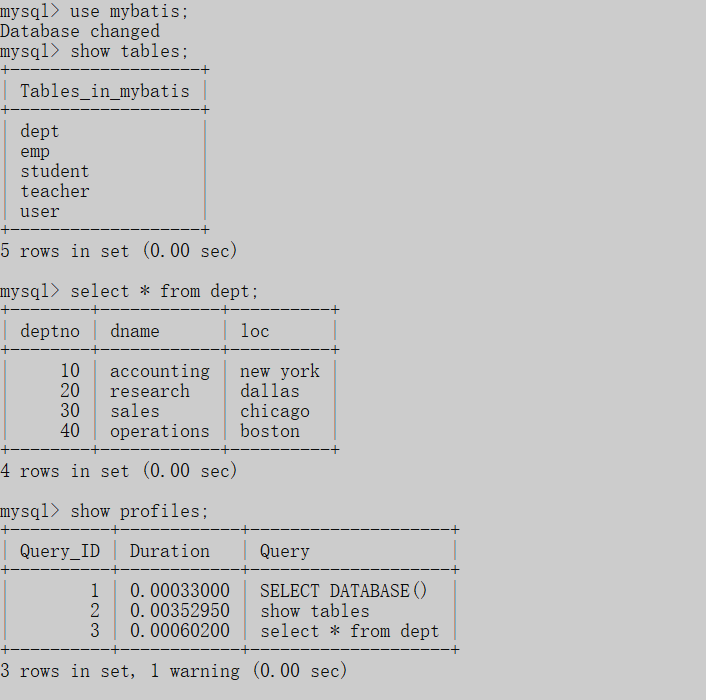 mysql> use mybatis;
Database changed
mysql> show tables;
+-------------------+
| Tables_in_mybatis |
+-------------------+
| dept              |
| emp               |
| student           |
| teacher           |
| user              |
+-------------------+
5 rows in set (0.00 sec)

mysql> select * from dept;
+--------+------------+----------+
| deptno | dname      | loc      |
+--------+------------+----------+
|     10 | accounting | new york |
|     20 | research   | dallas   |
|     30 | sales      | chicago  |
|     40 | operations | boston   |
+--------+------------+----------+
4 rows in set (0.00 sec)

mysql> show profiles;
+----------+------------+--------------------+
| Query_ID | Duration   | Query              |
+----------+------------+--------------------+
|        1 | 0.00033000 | SELECT DATABASE()  |
|        2 | 0.00352950 | show tables        |
|        3 | 0.00060200 | select * from dept |
+----------+------------+--------------------+
3 rows in set, 1 warning (0.00 sec)